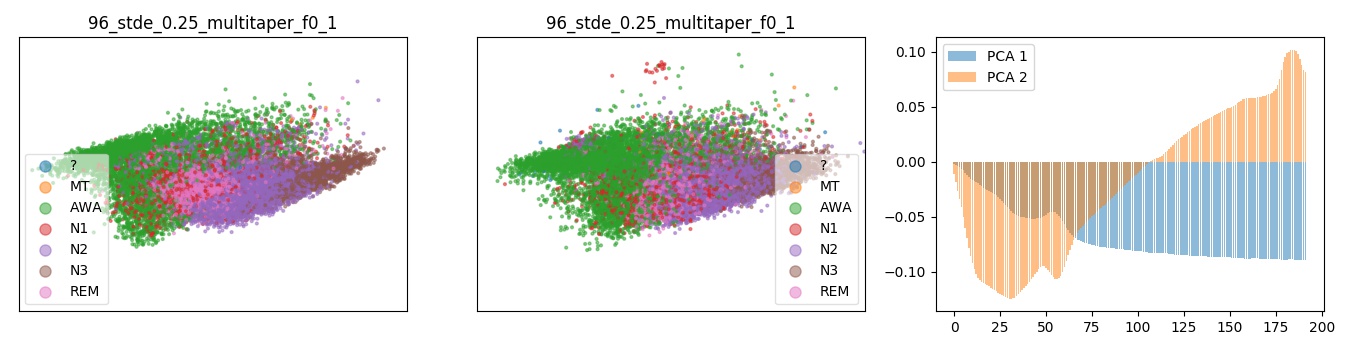 96_stde_0.25_multitaper_f0_1
?
MT
AWA
N1
N2
N3
REM
96_stde_0.25_multitaper_f0_1
?
MT
AWA
N1
N2
N3
REM
PCA 1
PCA 2
0.10
0.05
0.00
−0.05
−0.10
0 25 50 75 100 125 150 175 200